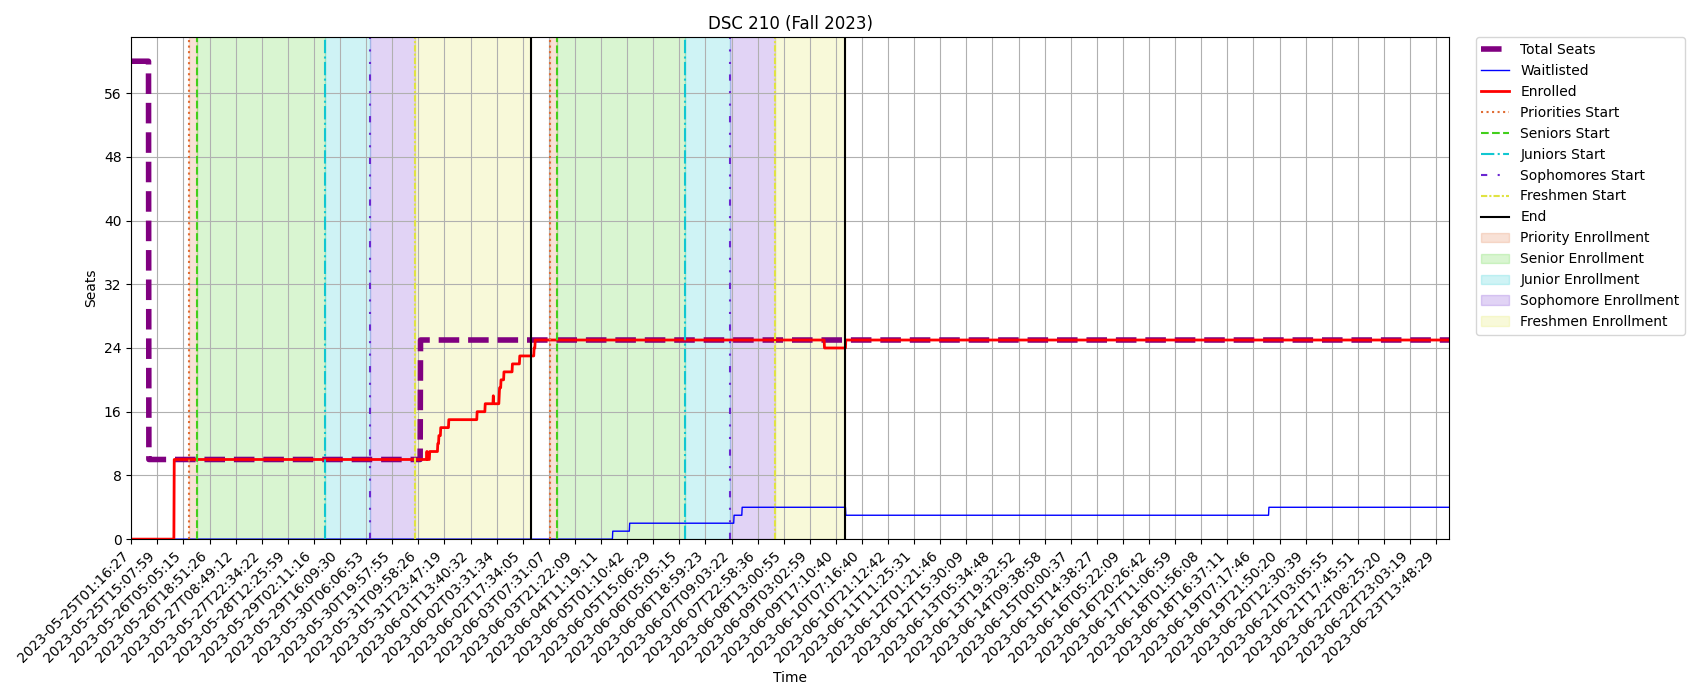 DSC 210 (Fall 2023)
Seats
56
48
40
32
24
16
8
0
2023-05-25T01:16:27
2023-05-25T15:07:59
2023-05-26T05:05:15
2023-05-26T18:51:26
2023-05-27T08:49:12
2023-05-27T22:34:22
2023-05-28T12:25:59
2023-05-29T02:11:16
2023-05-29T16:09:30
2023-05-30T06:06:53
2023-05-30T19:57:55
2023-05-31T09:58:26
2023-05-31T23:47:19
2023-06-01T13:40:32
2023-06-02T03:31:34
2023-06-02T17:34:05
2023-06-03T07:31:07
2023-06-03T21:22:09
2023-06-04T11:19:11
2023-06-05T01:10:42
2023-06-05T15:06:29
2023-06-06T05:05:15
2023-06-06T18:59:23
2023-06-07T09:03:22
2023-06-07T22:58:36
2023-06-08T13:00:55
2023-06-09T03:02:59
2023-06-09T17:10:40
2023-06-10T07:16:40
2023-06-10T21:12:42
2023-06-11T11:25:31
2023-06-12T01:21:46
2023-06-12T15:30:09
2023-06-13T05:34:48
2023-06-13T19:32:52
2023-06-14T09:38:58
2023-06-15T00:00:37
2023-06-15T14:38:27
2023-06-16T05:22:09
2023-06-16T20:26:42
2023-06-17T11:06:59
2023-06-18T01:56:08
2023-06-18T16:37:11
2023-06-19T07:17:46
2023-06-19T21:50:20
2023-06-20T12:30:39
2023-06-21T03:05:55
2023-06-21T17:45:51
2023-06-22T08:25:20
2023-06-22T23:03:19
2023-06-23T13:48:29
Time
Total Seats
Waitlisted
Enrolled
Priorities Start
Seniors Start
Juniors Start
Sophomores Start
Freshmen Start
End
Priority Enrollment
Senior Enrollment
Junior Enrollment
Sophomore Enrollment
Freshmen Enrollment